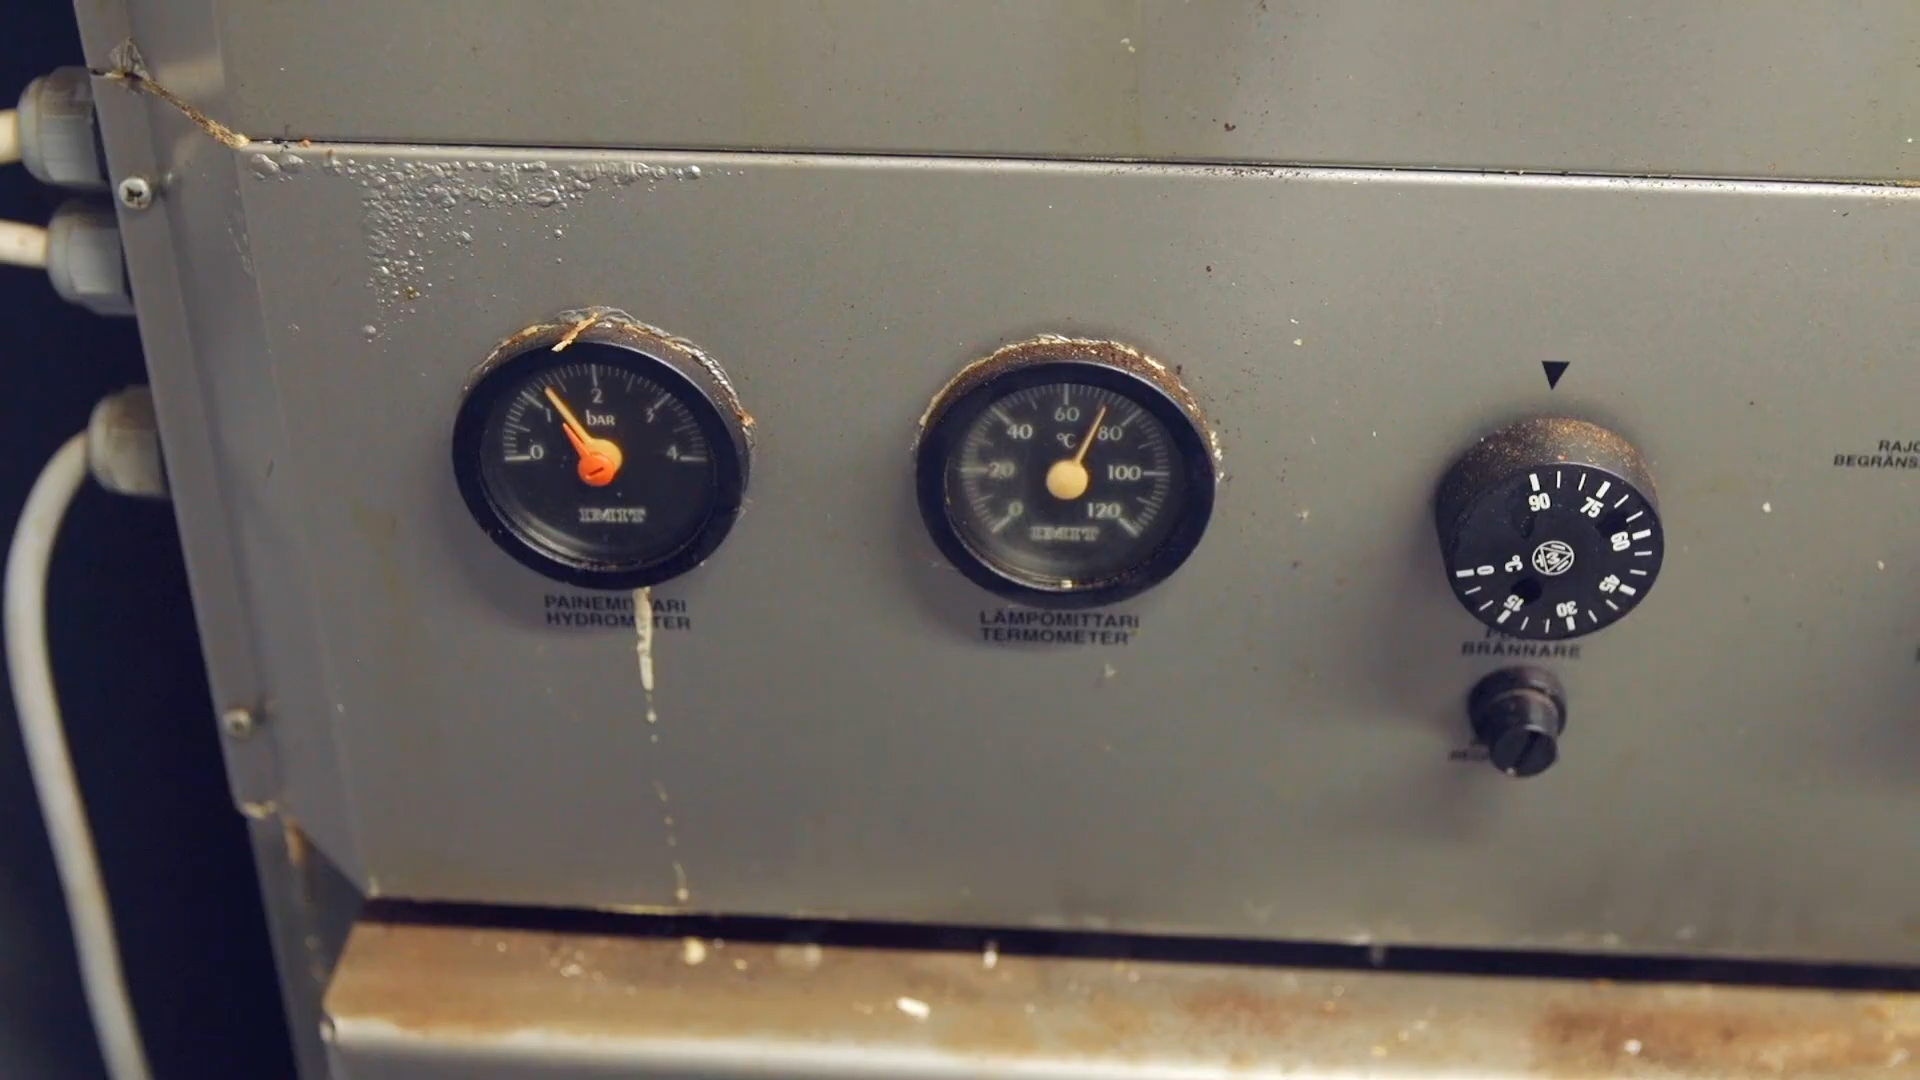 0
1
2
3
4
bAR
IMIT
PAINEMITTARI
HYDROMETER
0
20
40
60
80
100
120
°C
IMIT
LÄMPÖMITTARI
TERMOMETER
90
75
60
45
30
15
0
°C
BRÄNNARE
RAJO
BEGRÄNS